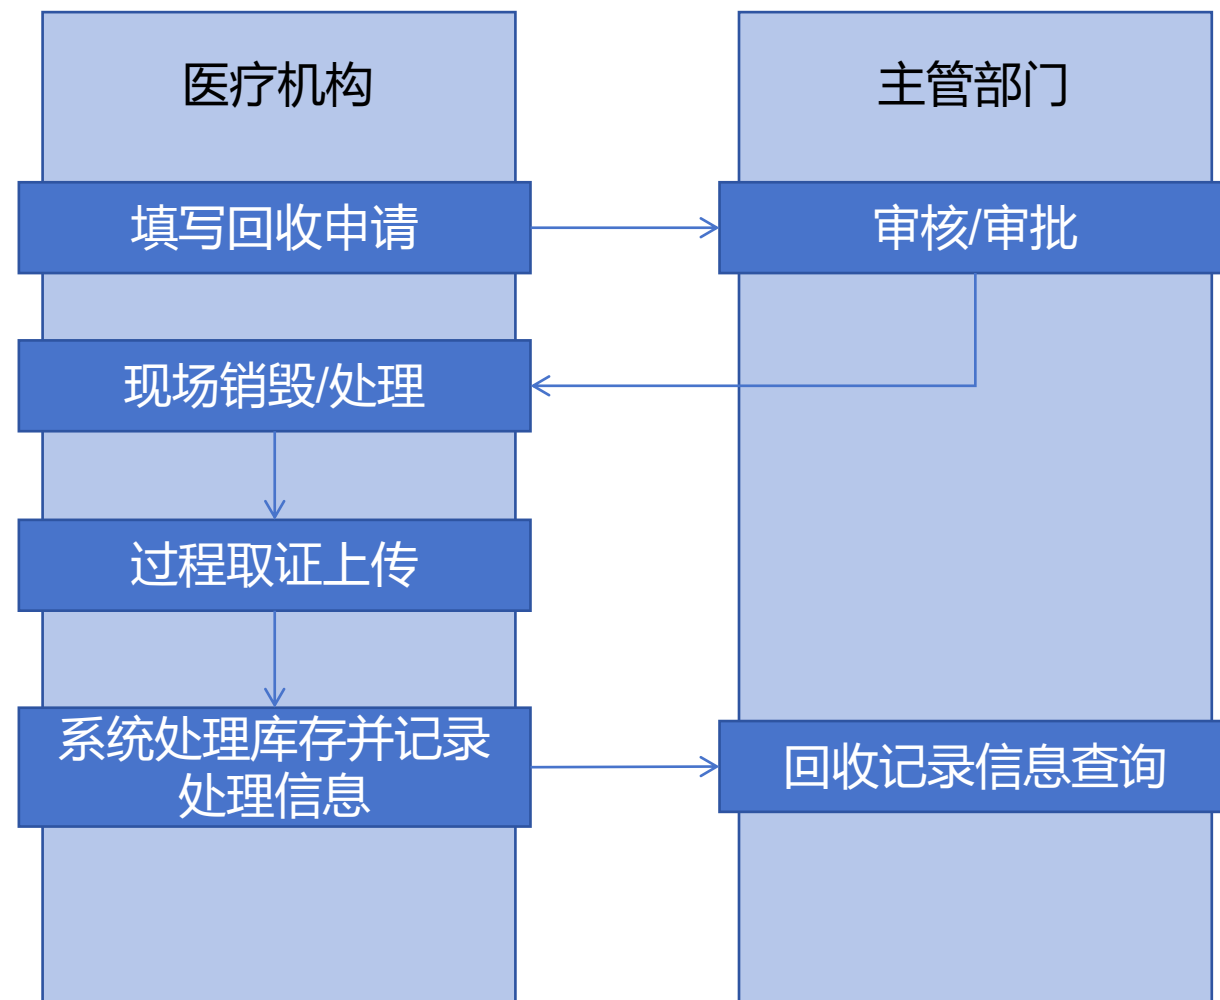 医疗机构
主管部门
填写回收申请
审核/审批
现场销毁/处理
过程取证上传
系统处理库存并记录
处理信息
回收记录信息查询